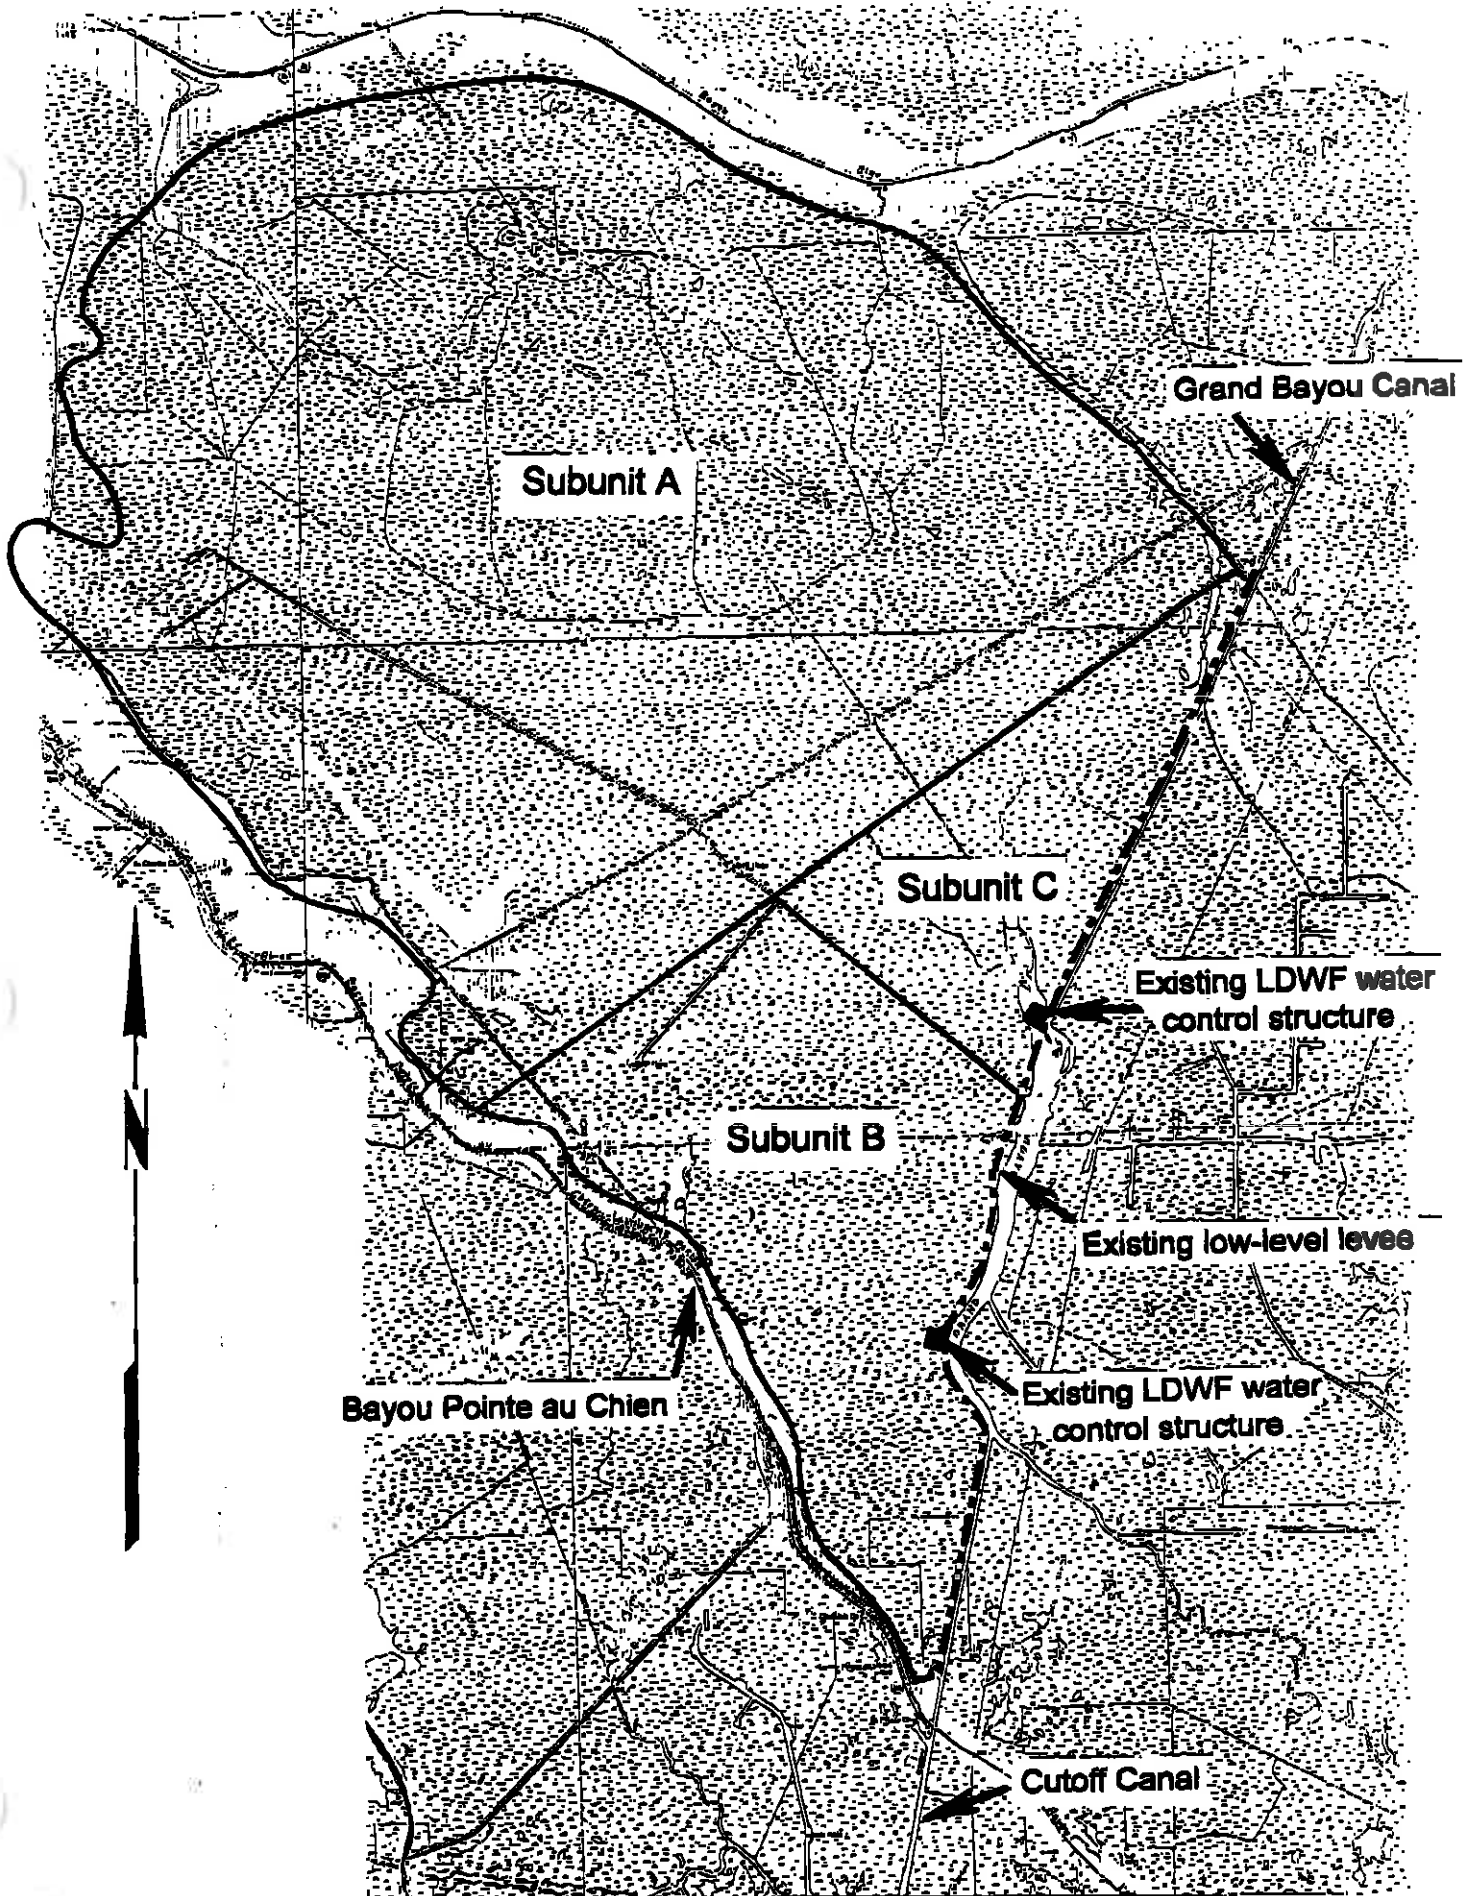 Grand Bayou Canal
Subunit A
Subunit C
Existing LDWF water
control structure
N
Subunit B
Existing low-level levee
Bayou Pointe au Chien
Existing LDWF water
control structure
Cutoff Canal